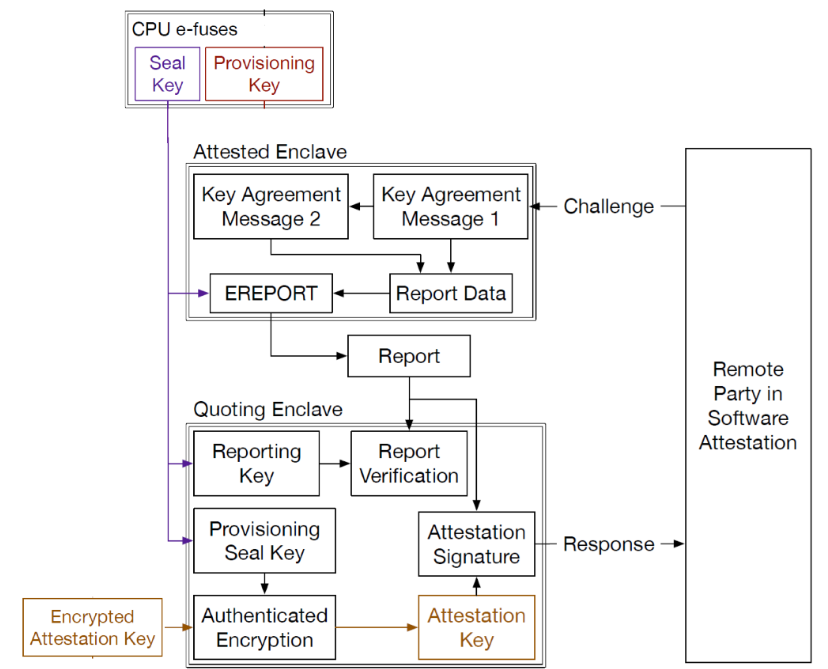 CPU e-fuses
Seal
Key
Provisioning
Key
Attested Enclave
Key Agreement
Message 2
Key Agreement
Message 1
Challenge
EREPORT
Report Data
Report
Remote
Party in
Software
Attestation
Quoting Enclave
Reporting
Key
Report
Verification
Provisioning
Seal Key
Attestation
Signature
Response
Encrypted
Attestation Key
Authenticated
Encryption
Attestation
Key